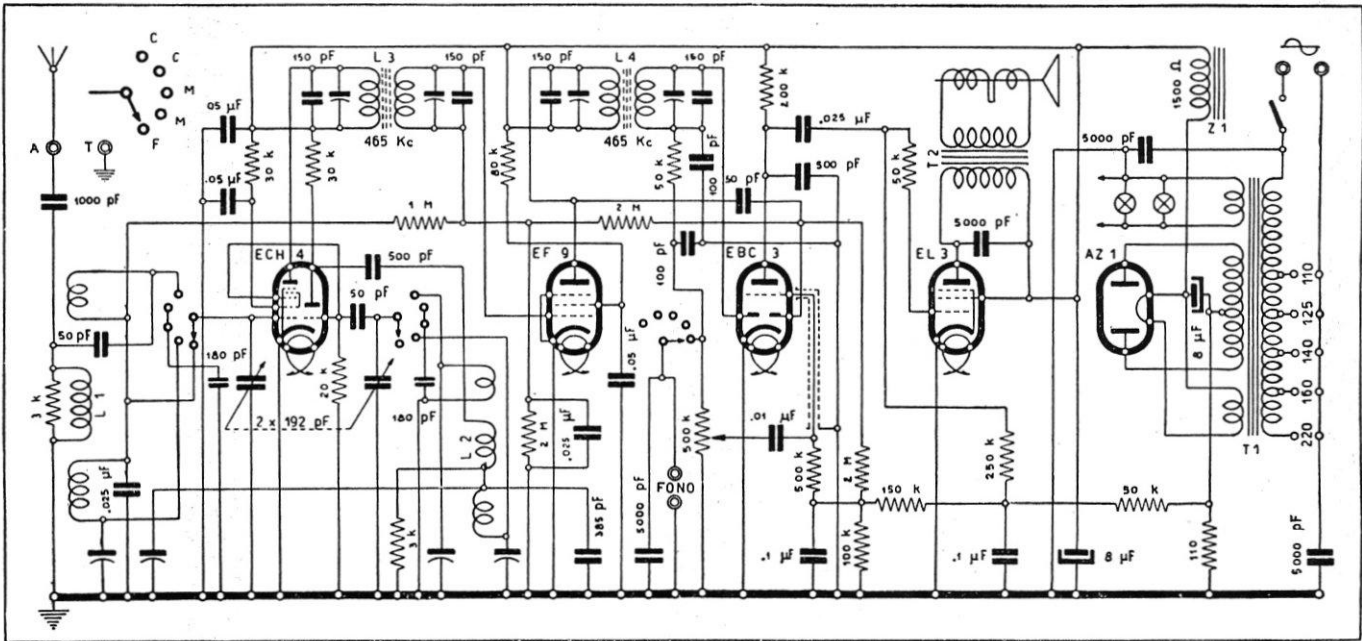 C
C
M
M
F
A
T
1000 pF
.05 µF
.05 µF
30 k
30 k
150 pF
L 3
150 pF
465 Kc
150 pF
L 4
150 pF
465 Kc
80 k
50 k
100 pF
50 pF
100 pF
200 k
.025 µF
500 pF
50 k
T 2
5000 pF
1500 Ω
Z 1
5000 pF
1 M
2 M
ECH 4
500 pF
EF 9
EBC 3
EL 3
AZ 1
8 µF
110
125
140
160
220
T 1
50 pF
3 k
L 1
.025 µF
180 pF
2 x 192 pF
50 pF
20 k
180 pF
L 2
3 k
2 M
.025 µF
.05 µF
385 pF
5000 pF
FONO
500 k
.01 µF
500 k
2 M
150 k
.1 µF
100 k
250 k
.1 µF
50 k
8 µF
110
5000 pF